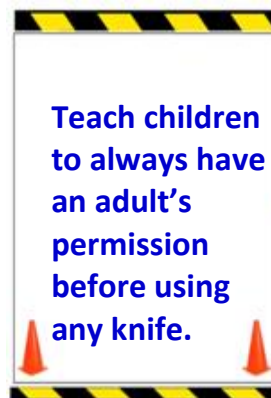 Teach children
to always have
an adult’s
permission
before using
any knife.